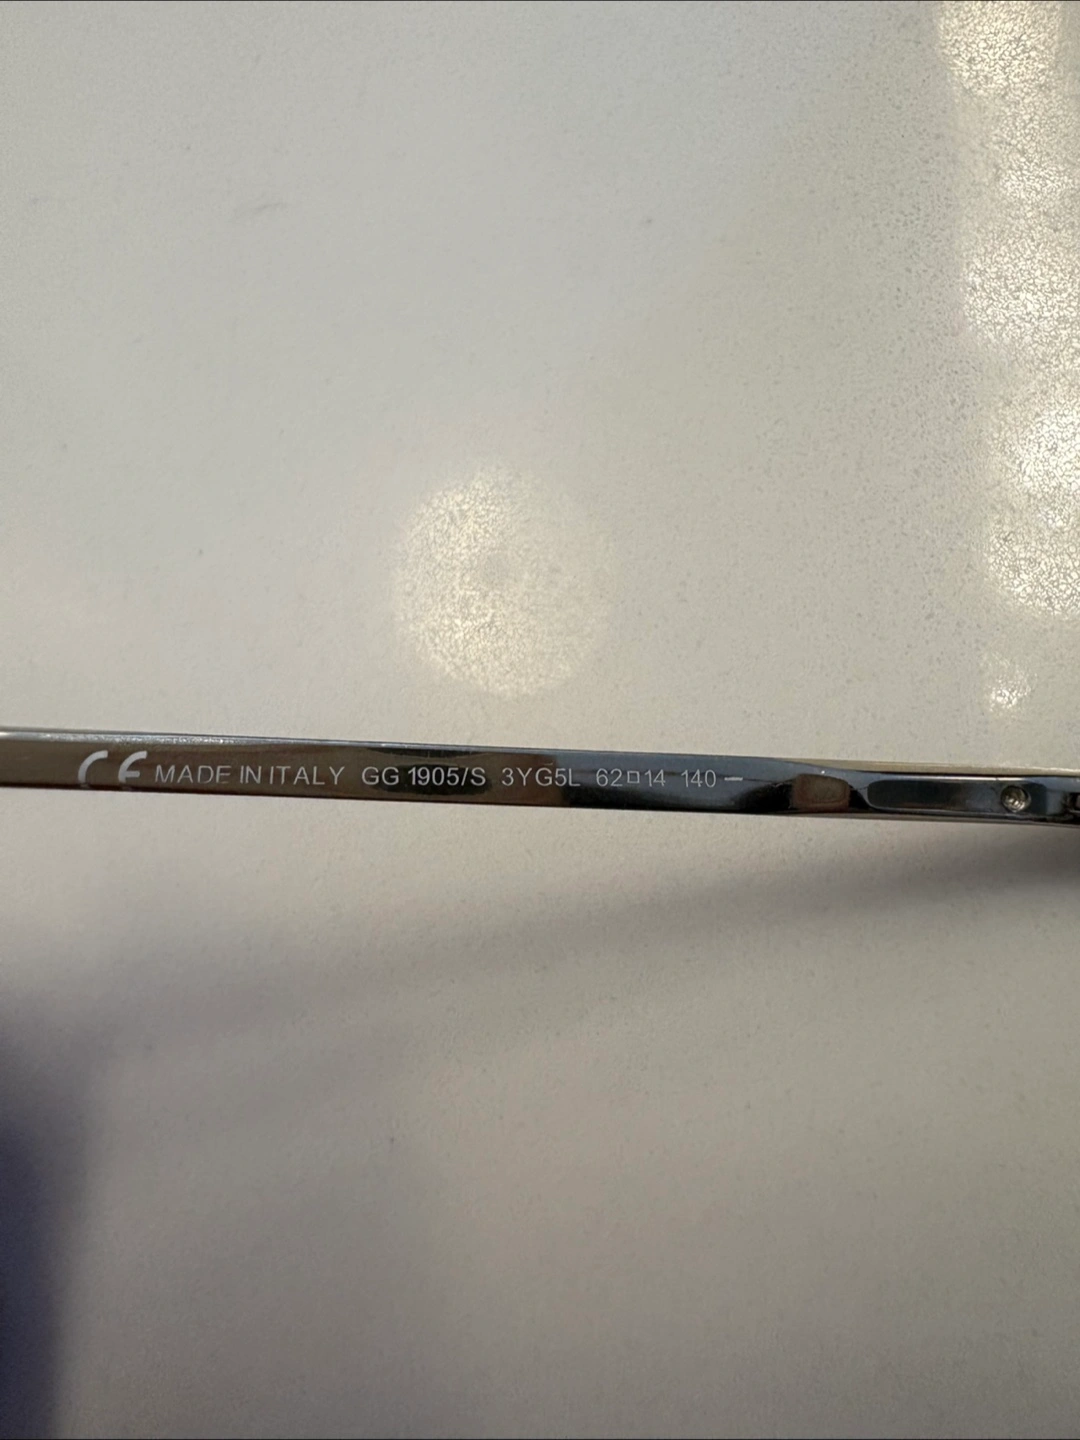 CE MADE IN ITALY GG 1905/S 3YG5L 62□14 140 –